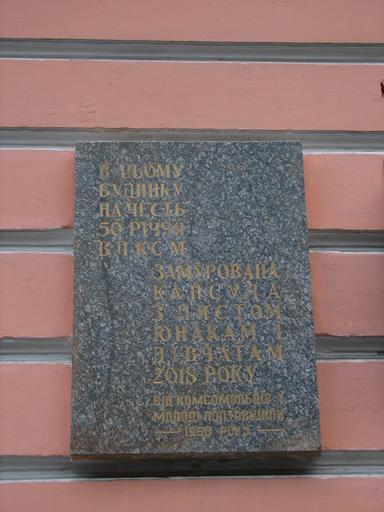 В ЦЬОМУ
БУДИНКУ
НА ЧЕСТЬ
50 РІЧЧЯ
ВЛКСМ
ЗАМУРОВАНА
КАПСУЛА
З ЛИСТОМ
ЮНАКАМ І
ДІВЧАТАМ
2018 РОКУ
ВІД КОМСОМОЛЬЦІВ І
МОЛОДІ ПОЛТАВЩИНИ
1968 РОКУ